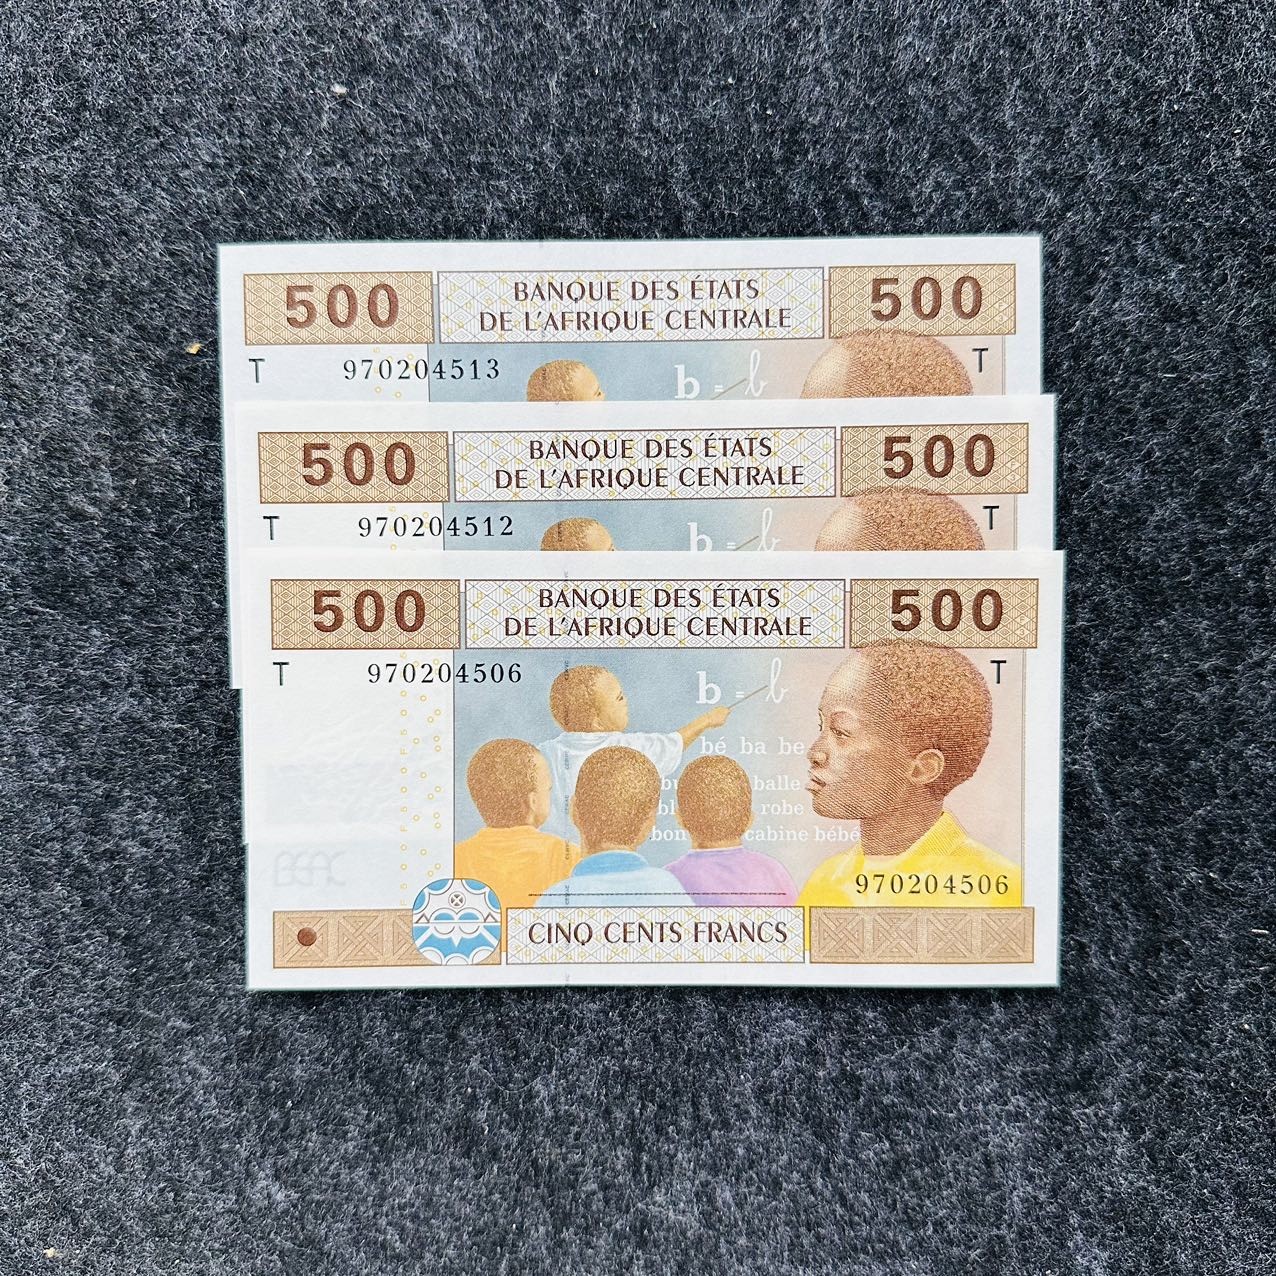 500 BANQUE DES ÉTATS 500
DE L'AFRIQUE CENTRALE
T 970204513 b = b T
500 BANQUE DES ÉTATS 500
DE L'AFRIQUE CENTRALE
T 970204512 b = b T
500 BANQUE DES ÉTATS 500
DE L'AFRIQUE CENTRALE
T 970204506 b = b T
bé ba be
balle
robe
cabine bébé
970204506
BEAC
CINQ CENTS FRANCS